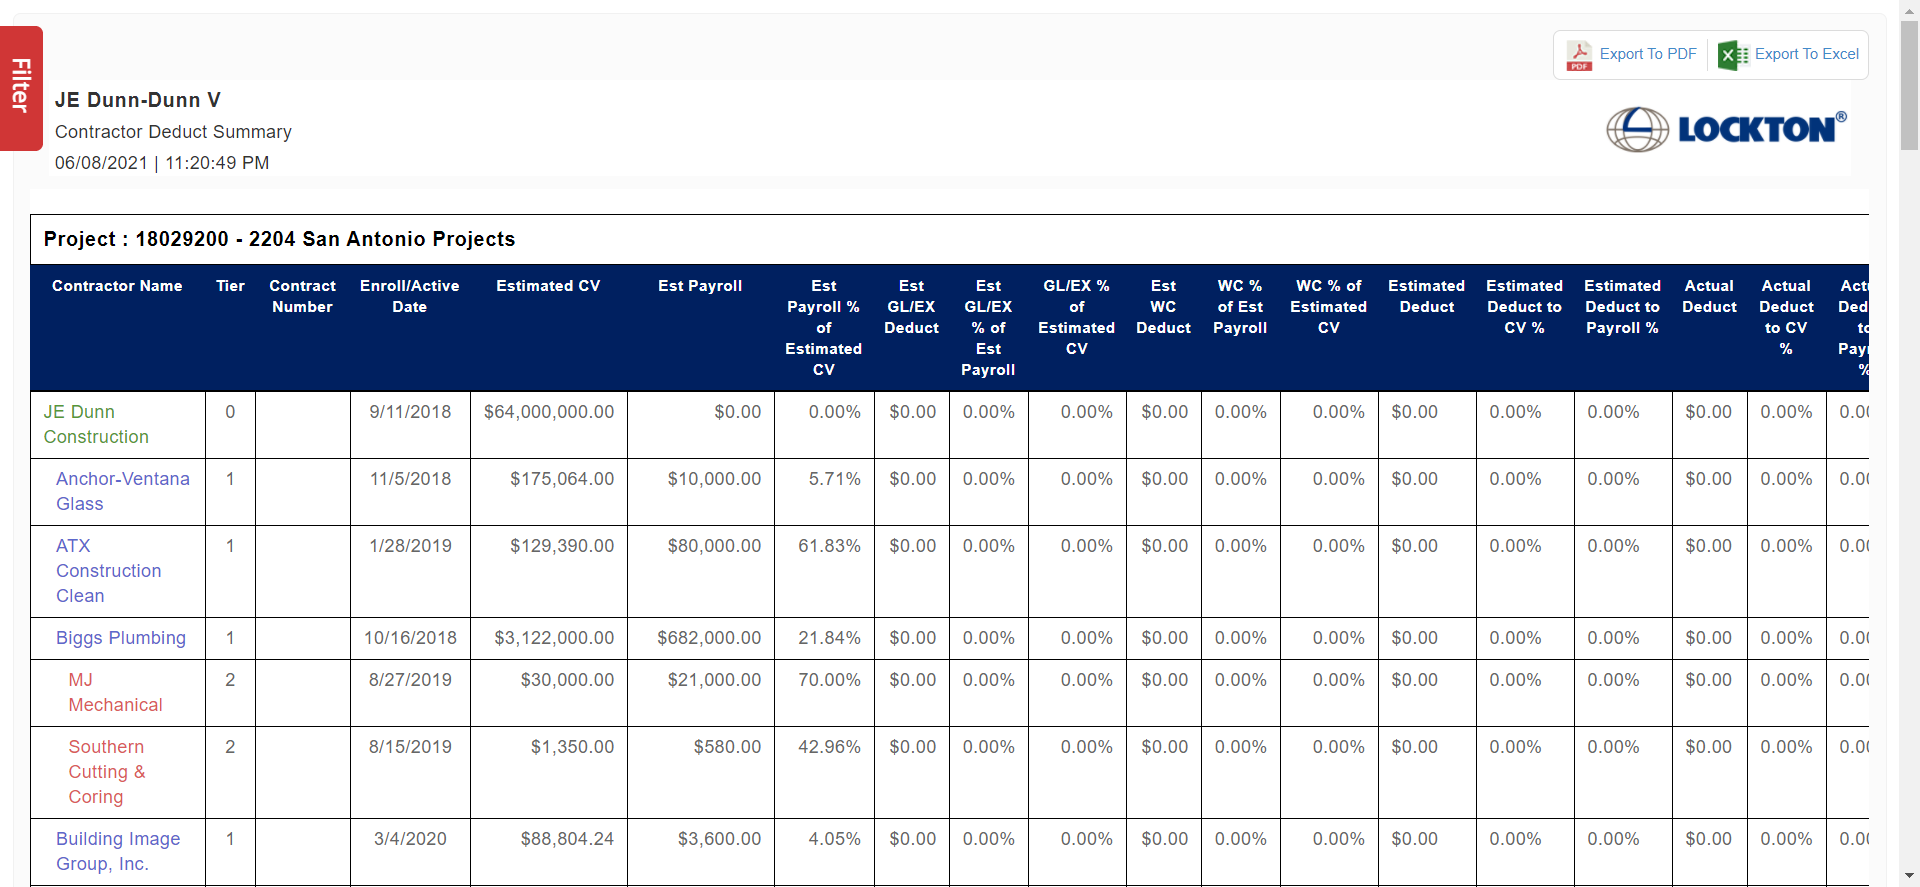 Filter
Export To PDF
Export To Excel
JE Dunn-Dunn V
Contractor Deduct Summary
06/08/2021 | 11:20:49 PM
LOCKTON®
Project : 18029200 - 2204 San Antonio Projects
Contractor Name
Tier
Contract
Number
Enroll/Active
Date
Estimated CV
Est Payroll
Est
Payroll %
of
Estimated
CV
Est
GL/EX
Deduct
Est
GL/EX
% of
Est
Payroll
GL/EX %
of
Estimated
CV
Est
WC
Deduct
WC %
of Est
Payroll
WC % of
Estimated
CV
Estimated
Deduct
Estimated
Deduct to
CV %
Estimated
Deduct to
Payroll %
Actual
Deduct
Actual
Deduct
to CV
%
JE Dunn
Construction
0 9/11/2018 $64,000,000.00 $0.00 0.00% $0.00 0.00% 0.00% $0.00 0.00% 0.00% $0.00 0.00% 0.00% $0.00 0.00%
Anchor-Ventana
Glass
1 11/5/2018 $175,064.00 $10,000.00 5.71% $0.00 0.00% 0.00% $0.00 0.00% 0.00% $0.00 0.00% 0.00% $0.00 0.00%
ATX
Construction
Clean
1 1/28/2019 $129,390.00 $80,000.00 61.83% $0.00 0.00% 0.00% $0.00 0.00% 0.00% $0.00 0.00% 0.00% $0.00 0.00%
Biggs Plumbing 1 10/16/2018 $3,122,000.00 $682,000.00 21.84% $0.00 0.00% 0.00% $0.00 0.00% 0.00% $0.00 0.00% 0.00% $0.00 0.00%
MJ
Mechanical
2 8/27/2019 $30,000.00 $21,000.00 70.00% $0.00 0.00% 0.00% $0.00 0.00% 0.00% $0.00 0.00% 0.00% $0.00 0.00%
Southern
Cutting &
Coring
2 8/15/2019 $1,350.00 $580.00 42.96% $0.00 0.00% 0.00% $0.00 0.00% 0.00% $0.00 0.00% 0.00% $0.00 0.00%
Building Image
Group, Inc.
1 3/4/2020 $88,804.24 $3,600.00 4.05% $0.00 0.00% 0.00% $0.00 0.00% 0.00% $0.00 0.00% 0.00% $0.00 0.00%